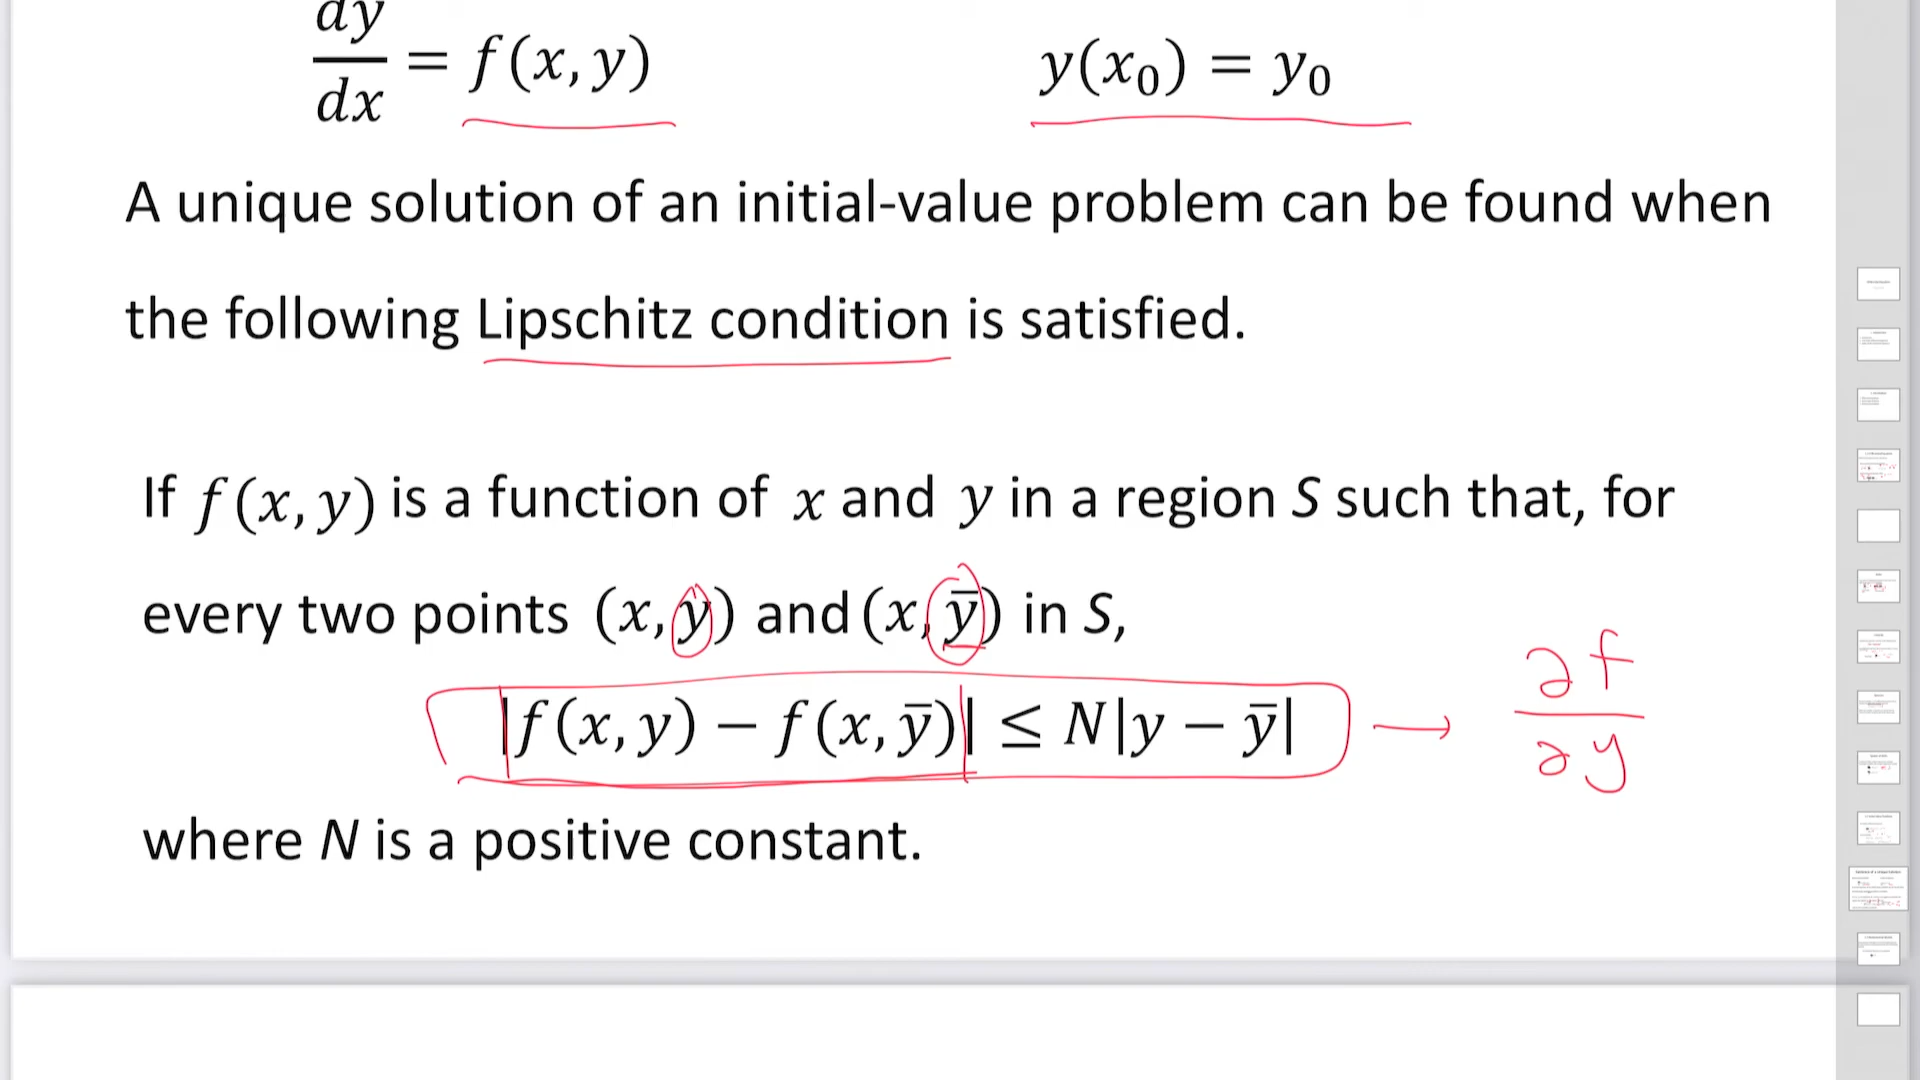 dy/dx = f(x, y) y(x₀) = y₀
A unique solution of an initial-value problem can be found when
the following Lipschitz condition is satisfied.
If f(x, y) is a function of x and y in a region S such that, for
every two points (x, y) and (x, ȳ) in S,
|f(x, y) − f(x, ȳ)| ≤ N|y − ȳ| → ∂f/∂y
where N is a positive constant.